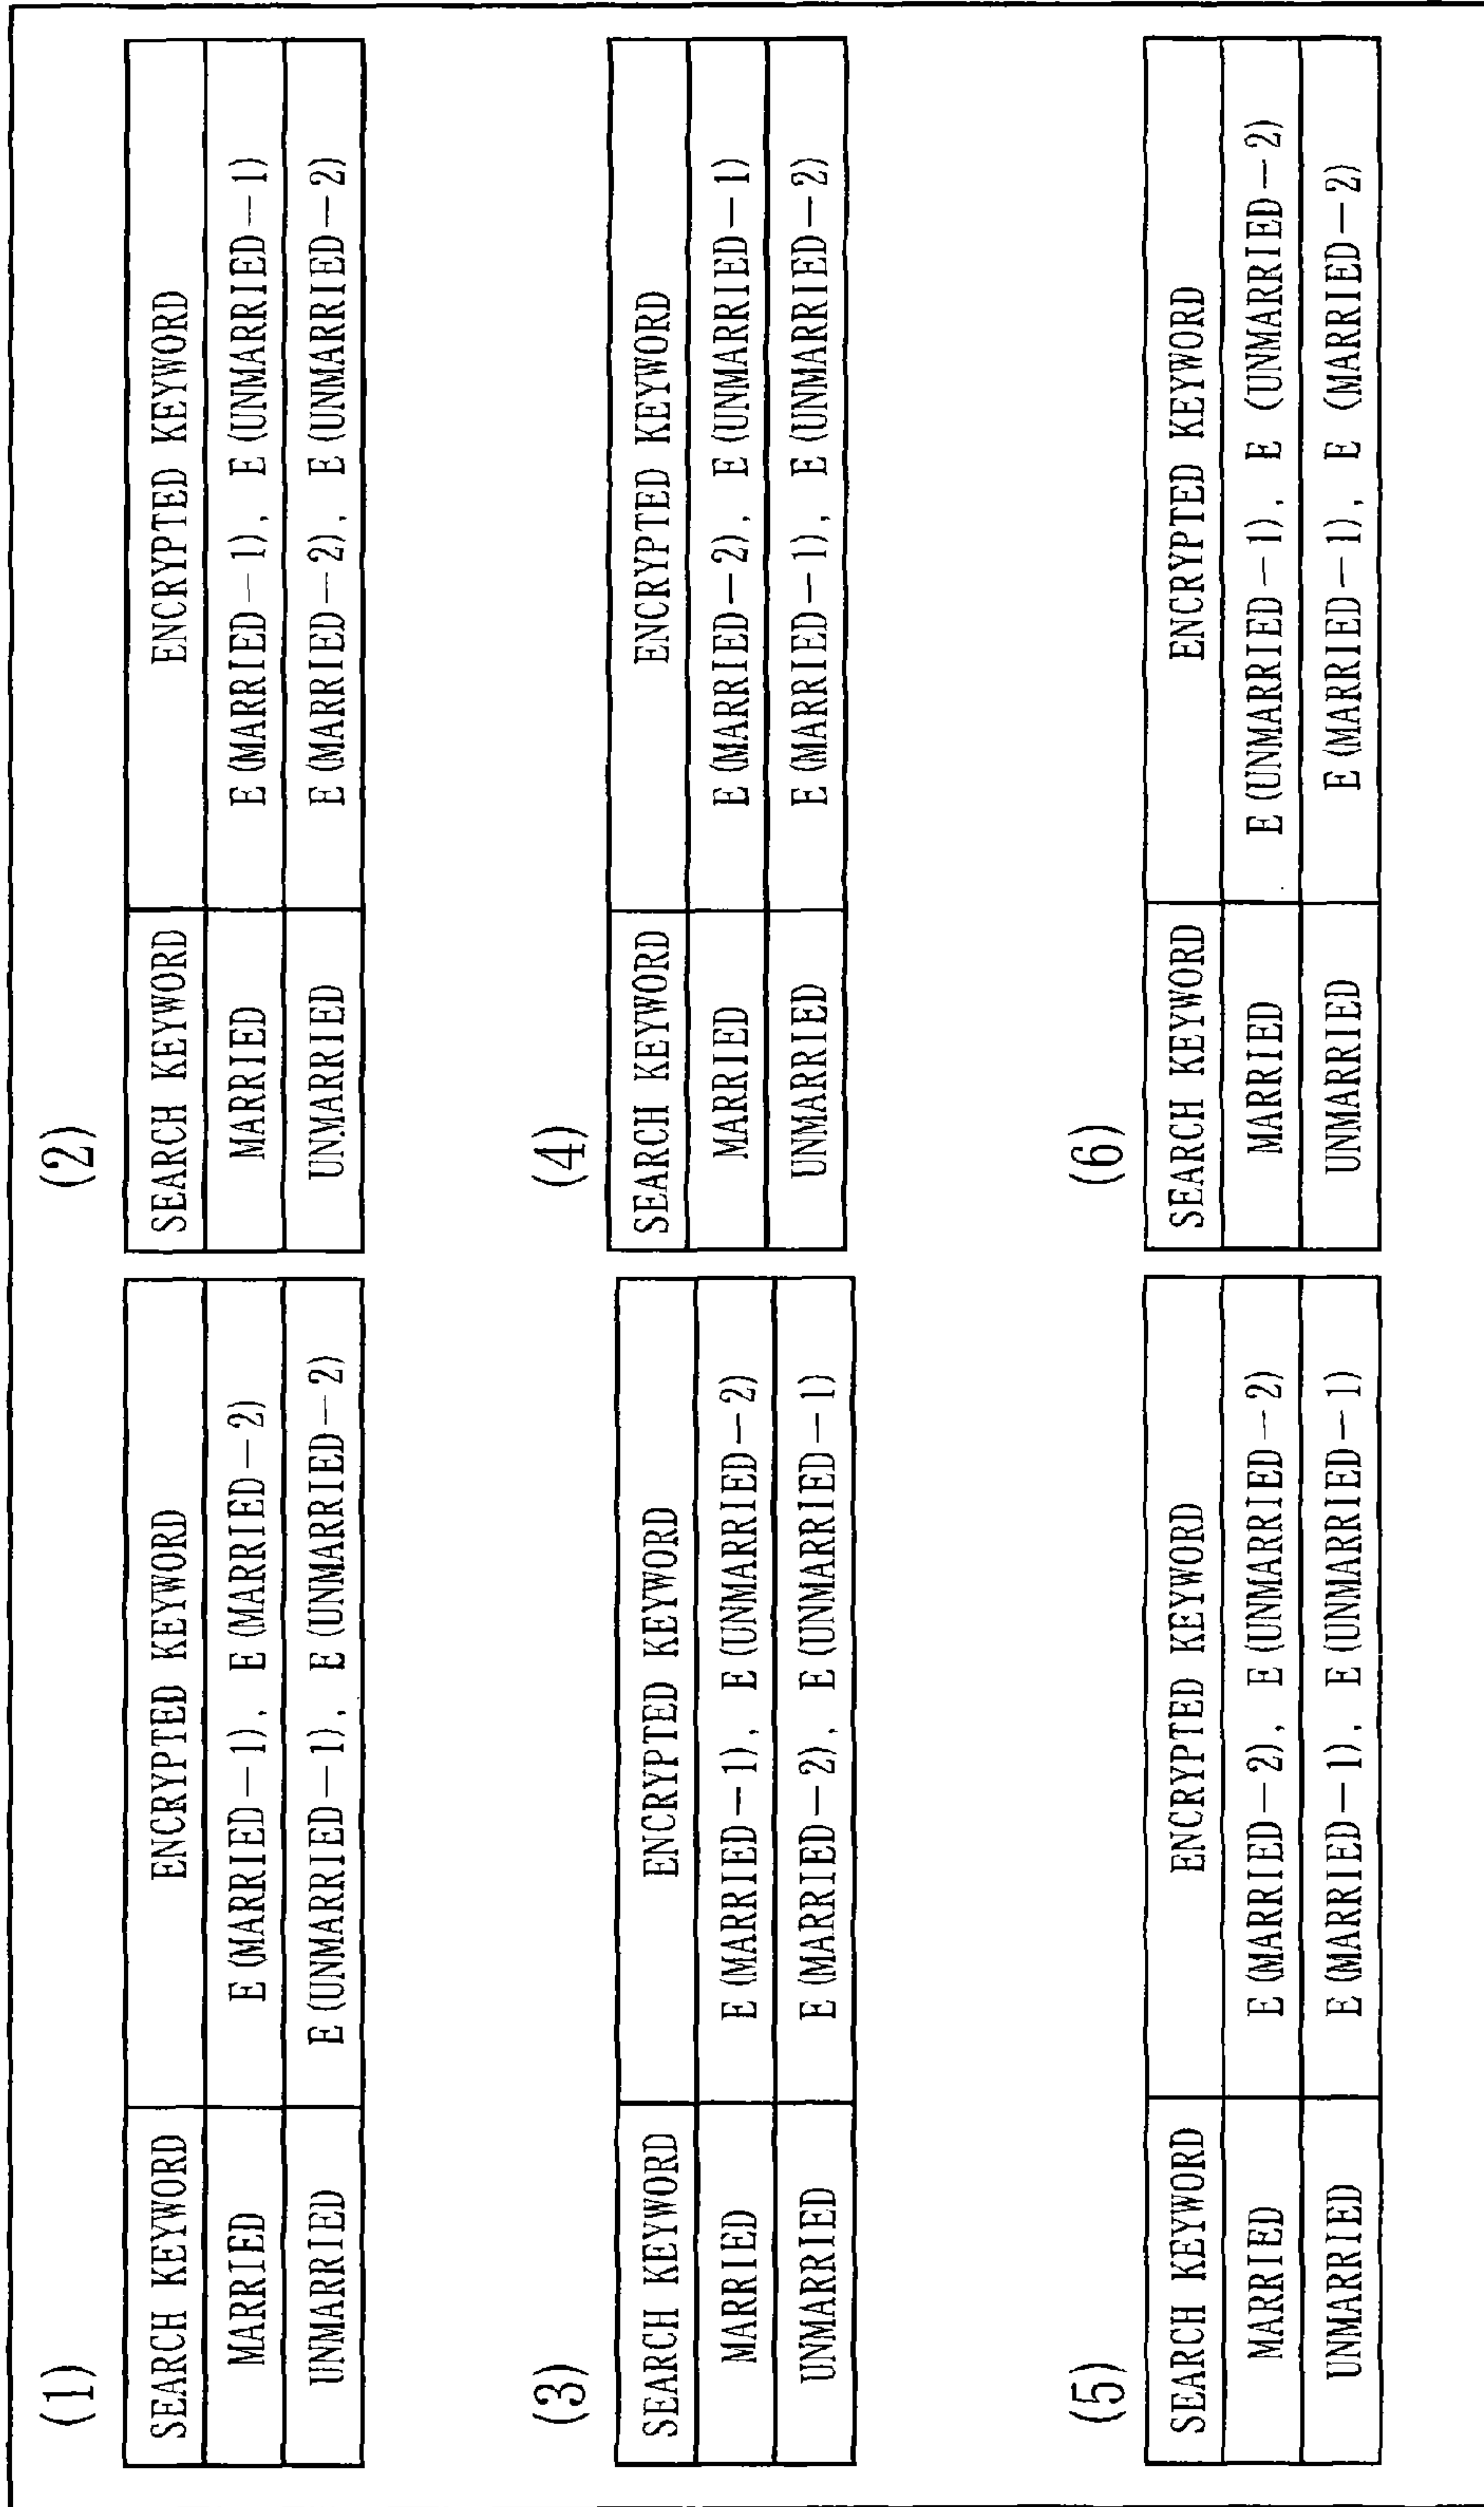 (1)
SEARCH KEYWORD ENCRYPTED KEYWORD
MARRIED E (MARRIED-1), E (MARRIED-2)
UNMARRIED E (UNMARRIED-1), E (UNMARRIED-2)
(2)
SEARCH KEYWORD ENCRYPTED KEYWORD
MARRIED E (MARRIED-1), E (UNMARRIED-1)
UNMARRIED E (MARRIED-2), E (UNMARRIED-2)
(3)
SEARCH KEYWORD ENCRYPTED KEYWORD
MARRIED E (MARRIED-1), E (UNMARRIED-2)
UNMARRIED E (MARRIED-2), E (UNMARRIED-1)
(4)
SEARCH KEYWORD ENCRYPTED KEYWORD
MARRIED E (MARRIED-2), E (UNMARRIED-1)
UNMARRIED E (MARRIED-1), E (UNMARRIED-2)
(5)
SEARCH KEYWORD ENCRYPTED KEYWORD
MARRIED E (MARRIED-2), E (UNMARRIED-2)
UNMARRIED E (MARRIED-1), E (UNMARRIED-1)
(6)
SEARCH KEYWORD ENCRYPTED KEYWORD
MARRIED E (UNMARRIED-1), E (UNMARRIED-2)
UNMARRIED E (MARRIED-1), E (MARRIED-2)